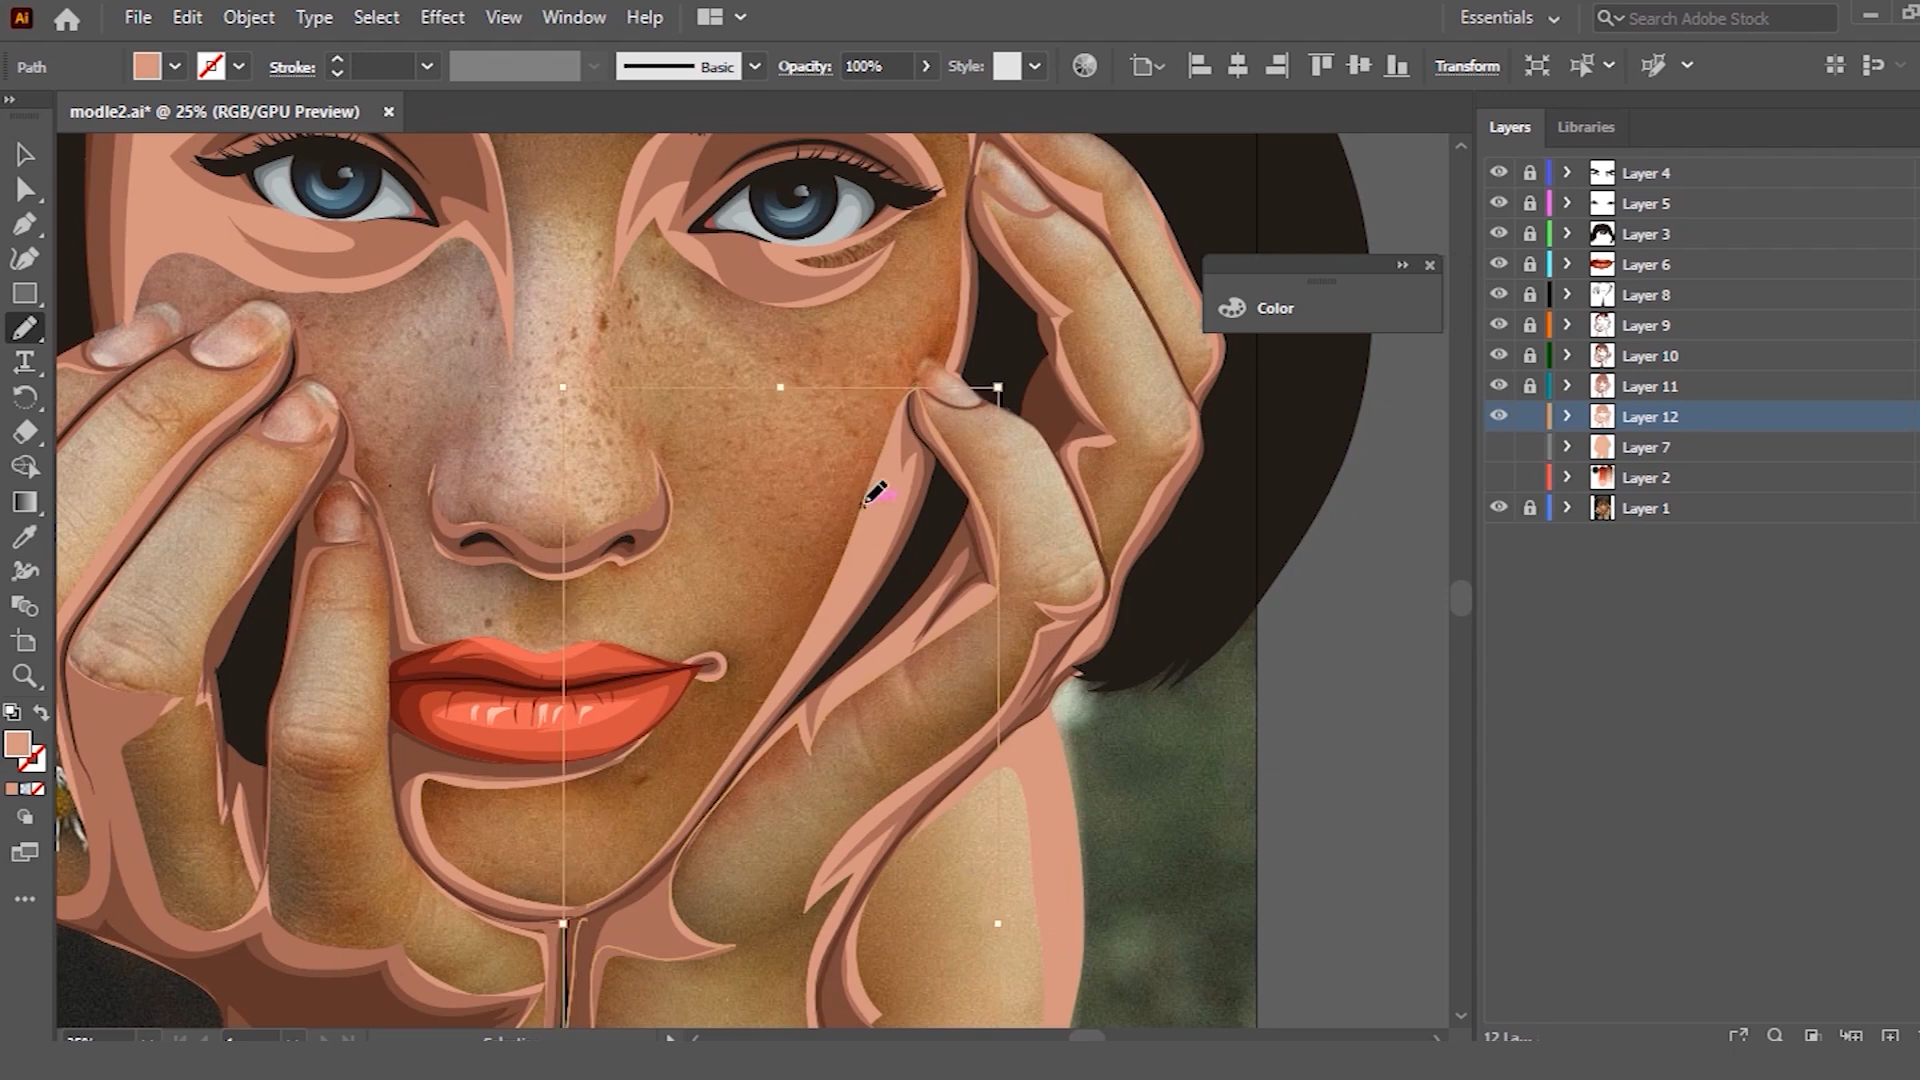 Ai File Edit Object Type Select Effect View Window Help Essentials Search Adobe Stock
Path Stroke: Basic Opacity: 100% Style: Transform
modle2.ai* @ 25% (RGB/GPU Preview)
Layers Libraries
Layer 4
Layer 5
Layer 3
Layer 6
Layer 8
Layer 9
Layer 10
Layer 11
Layer 12
Layer 7
Layer 2
Layer 1
Color